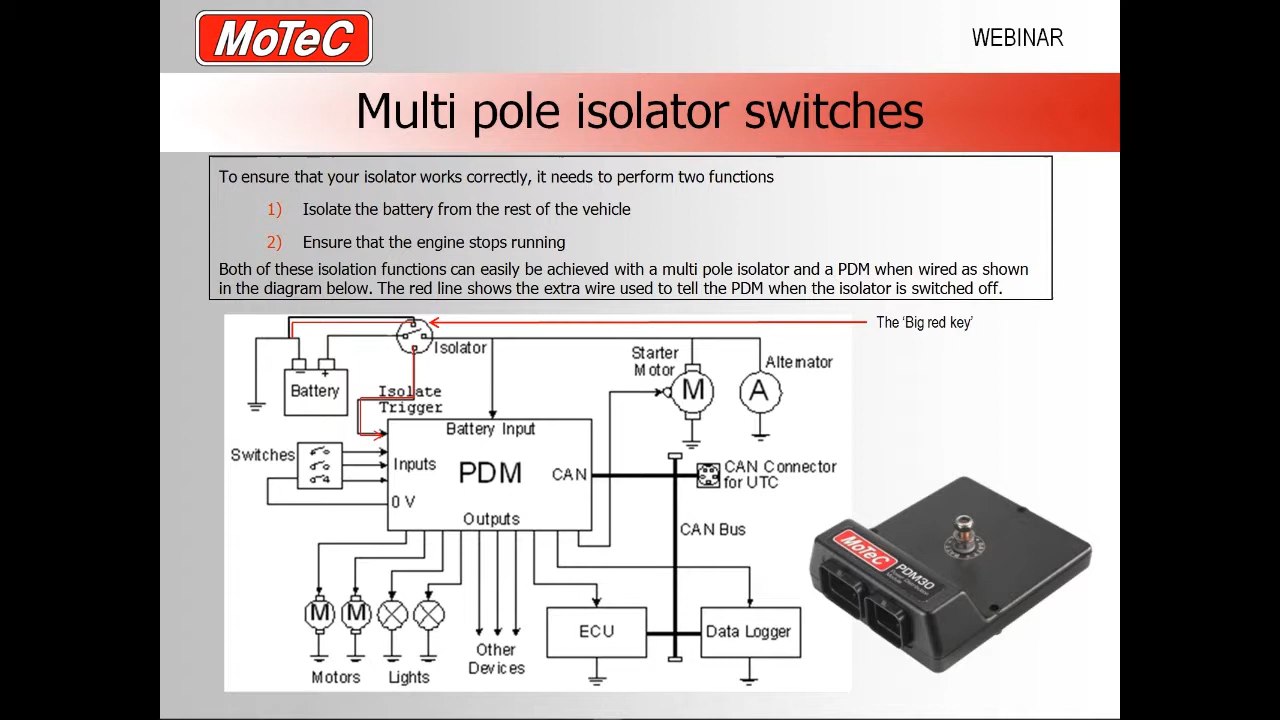 MoTeC
WEBINAR
Multi pole isolator switches
To ensure that your isolator works correctly, it needs to perform two functions
1) Isolate the battery from the rest of the vehicle
2) Ensure that the engine stops running
Both of these isolation functions can easily be achieved with a multi pole isolator and a PDM when wired as shown
in the diagram below. The red line shows the extra wire used to tell the PDM when the isolator is switched off.
The ‘Big red key’
Isolator
Starter
Motor
Alternator
M
A
Battery
- +
Isolate
Trigger
Battery Input
Switches
Inputs
PDM
CAN
CAN Connector
for UTC
0 V
Outputs
CAN Bus
M
M
ECU
Data Logger
Other
Devices
Motors
Lights
MoTeC
PDM30